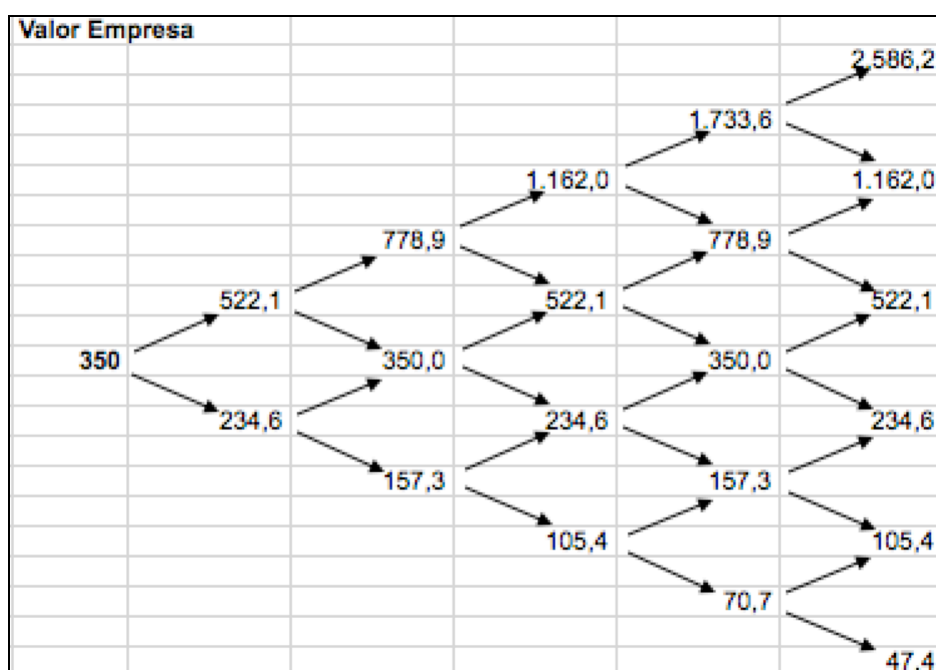 Valor Empresa
2.586,2
1.733,6
1.162,0 1.162,0
778,9 778,9
522,1 522,1 522,1
350 350,0 350,0
234,6 234,6 234,6
157,3 157,3
105,4 105,4
70,7
47,4